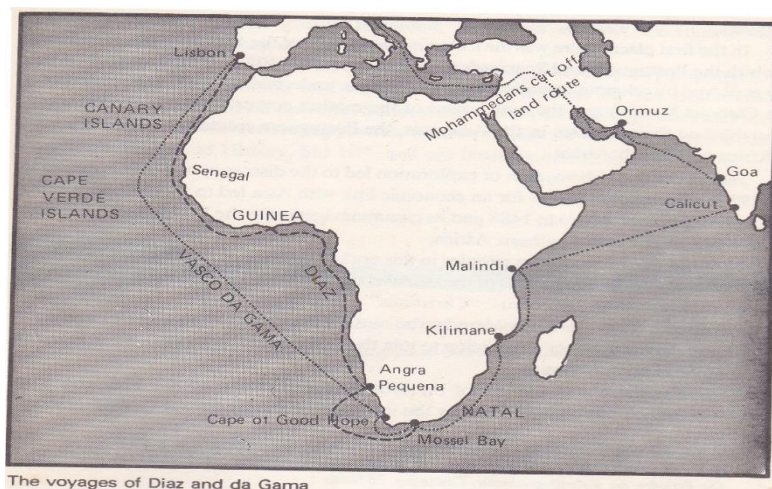 Lisbon
Mohammedans cut off
land route
CANARY
ISLANDS
Ormuz
Goa
Senegal
CAPE
VERDE
ISLANDS
Calicut
GUINEA
DIAZ
VASCO DA GAMA
Malindi
Kilimane
Angra
Pequena
NATAL
Cape of Good Hope
Mossel Bay
The voyages of Diaz and da Gama